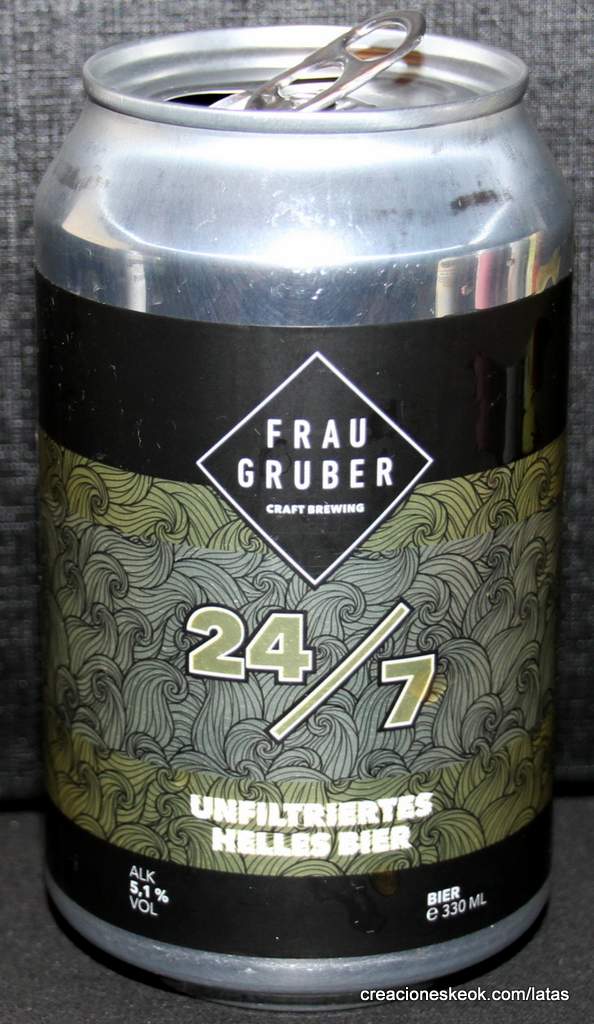 FRAU
GRUBER
CRAFT BREWING
24/7
UNFILTRIERTES
HELLES BIER
ALK
5,1 %
VOL
BIER
℮ 330 ML
creacioneskeok.com/latas